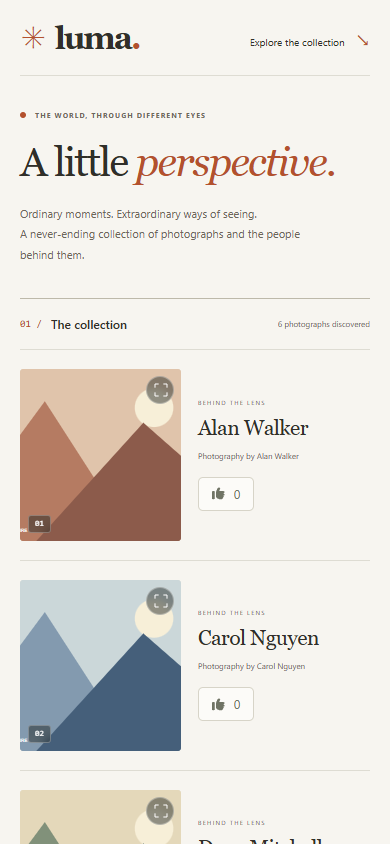 luma.
Explore the collection
THE WORLD, THROUGH DIFFERENT EYES
A little perspective.
Ordinary moments. Extraordinary ways of seeing.
A never-ending collection of photographs and the people
behind them.
01 / The collection
6 photographs discovered
BEHIND THE LENS
Alan Walker
Photography by Alan Walker
0
01
BEHIND THE LENS
Carol Nguyen
Photography by Carol Nguyen
0
02
BEHIND THE LENS